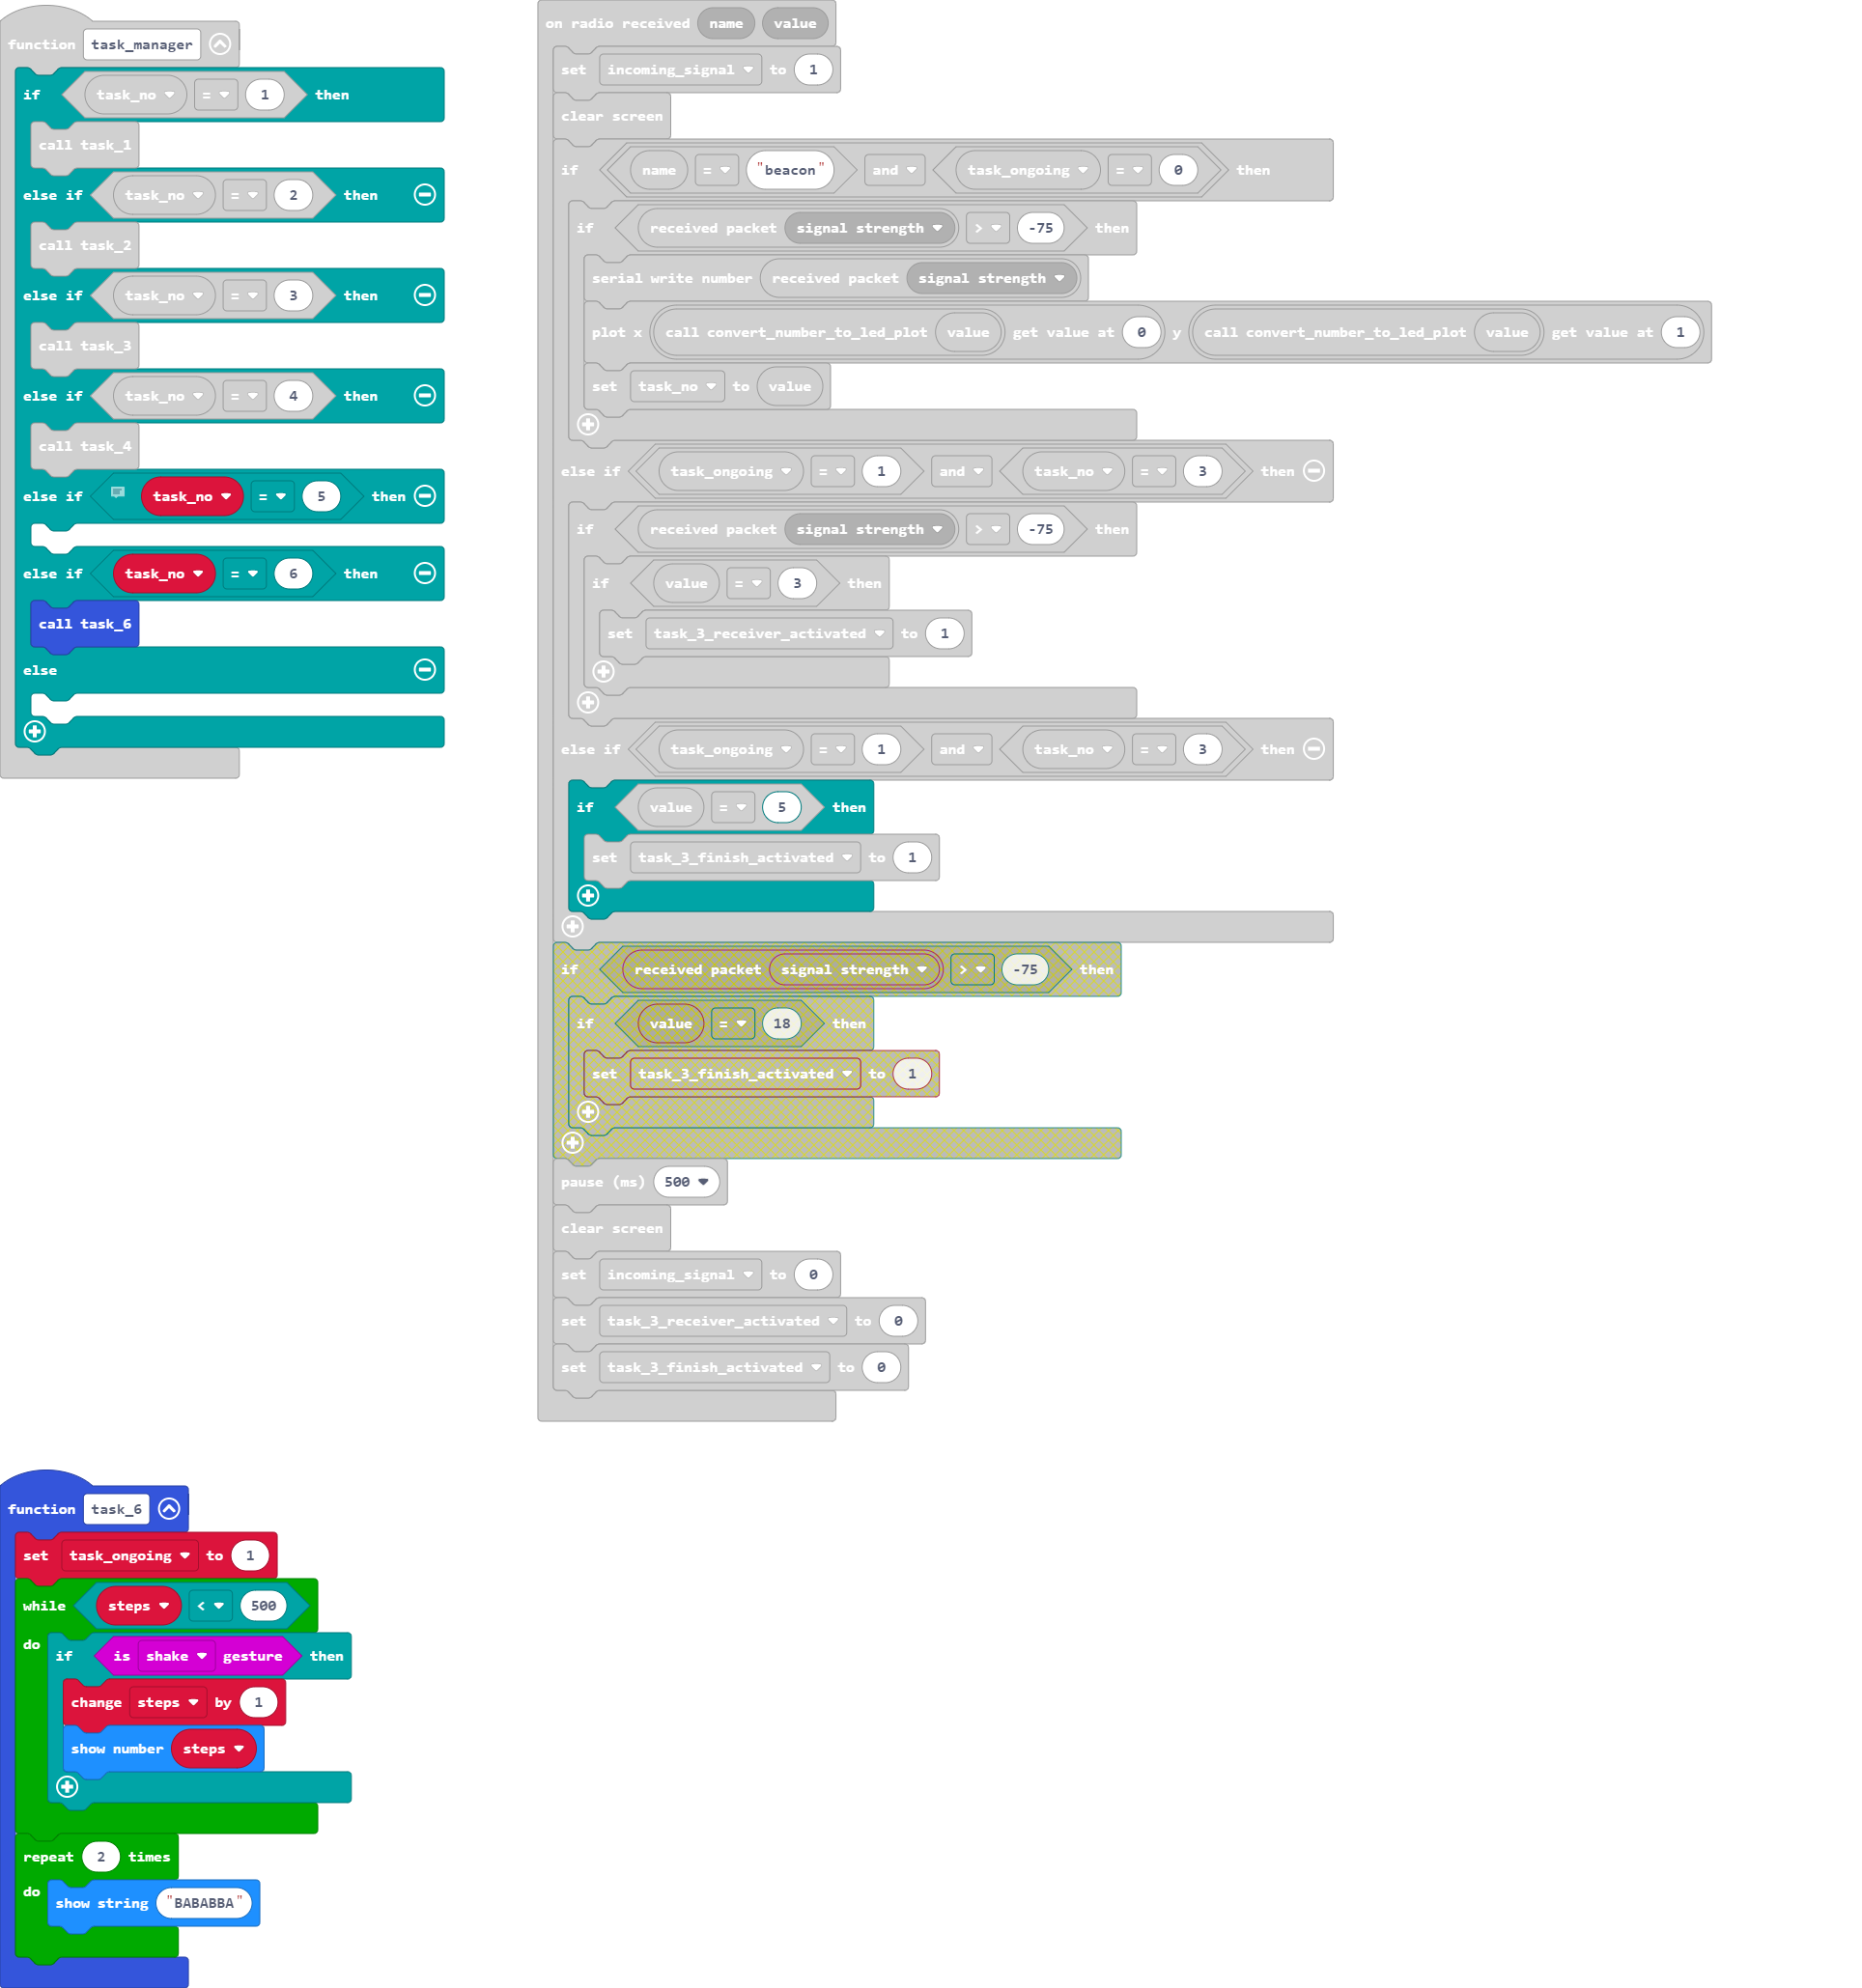 function task_manager
if task_no = 1 then
call task_1
else if task_no = 2 then
call task_2
else if task_no = 3 then
call task_3
else if task_no = 4 then
call task_4
else if task_no = 5 then
else if task_no = 6 then
call task_6
else
on radio received name value
set incoming_signal to 1
clear screen
if name = "beacon" and task_ongoing = 0 then
if received packet signal strength > -75 then
serial write number received packet signal strength
plot x call convert_number_to_led_plot value get value at 0 y call convert_number_to_led_plot value get value at 1
set task_no to value
else if task_ongoing = 1 and task_no = 3 then
if received packet signal strength > -75 then
if value = 3 then
set task_3_receiver_activated to 1
else if task_ongoing = 1 and task_no = 3 then
if value = 5 then
set task_3_finish_activated to 1
if received packet signal strength > -75 then
if value = 18 then
set task_3_finish_activated to 1
pause (ms) 500
clear screen
set incoming_signal to 0
set task_3_receiver_activated to 0
set task_3_finish_activated to 0
function task_6
set task_ongoing to 1
while steps < 500
do if is shake gesture then
change steps by 1
show number steps
repeat 2 times
do show string "BABABBA"